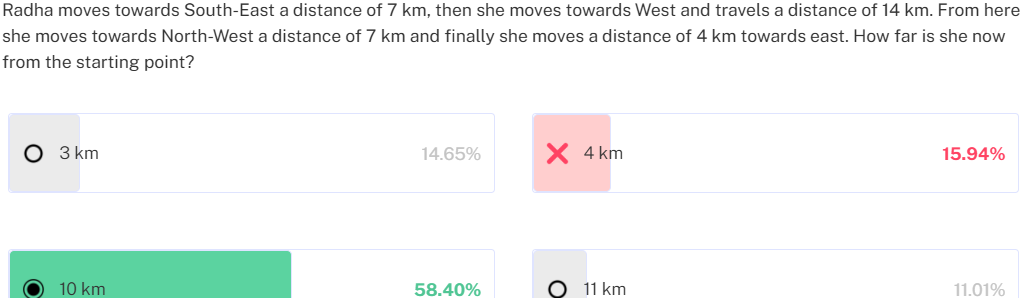 Radha moves towards South-East a distance of 7 km, then she moves towards West and travels a distance of 14 km. From here
she moves towards North-West a distance of 7 km and finally she moves a distance of 4 km towards east. How far is she now
from the starting point?
3 km 14.65%
4 km 15.94%
10 km 58.40%
11 km 11.01%